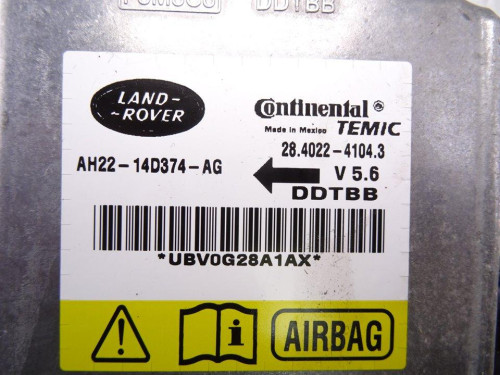 DDTBB
LAND-
~ROVER
Continental
Made in Mexico TEMIC
28.4022-4104.3
AH22-14D374-AG
V 5.6
DDTBB
*UBV0G28A1AX*
AIRBAG